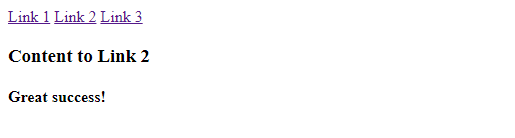 Link 1 Link 2 Link 3
Content to Link 2
Great success!